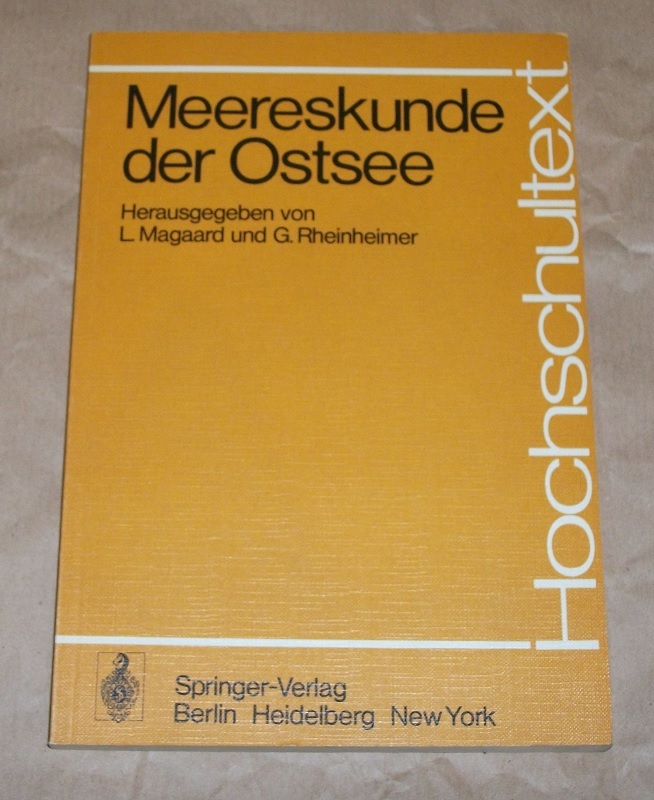 Meereskunde
der Ostsee
Herausgegeben von
L. Magaard und G. Rheinheimer
Hochschultext
Springer-Verlag
Berlin Heidelberg New York